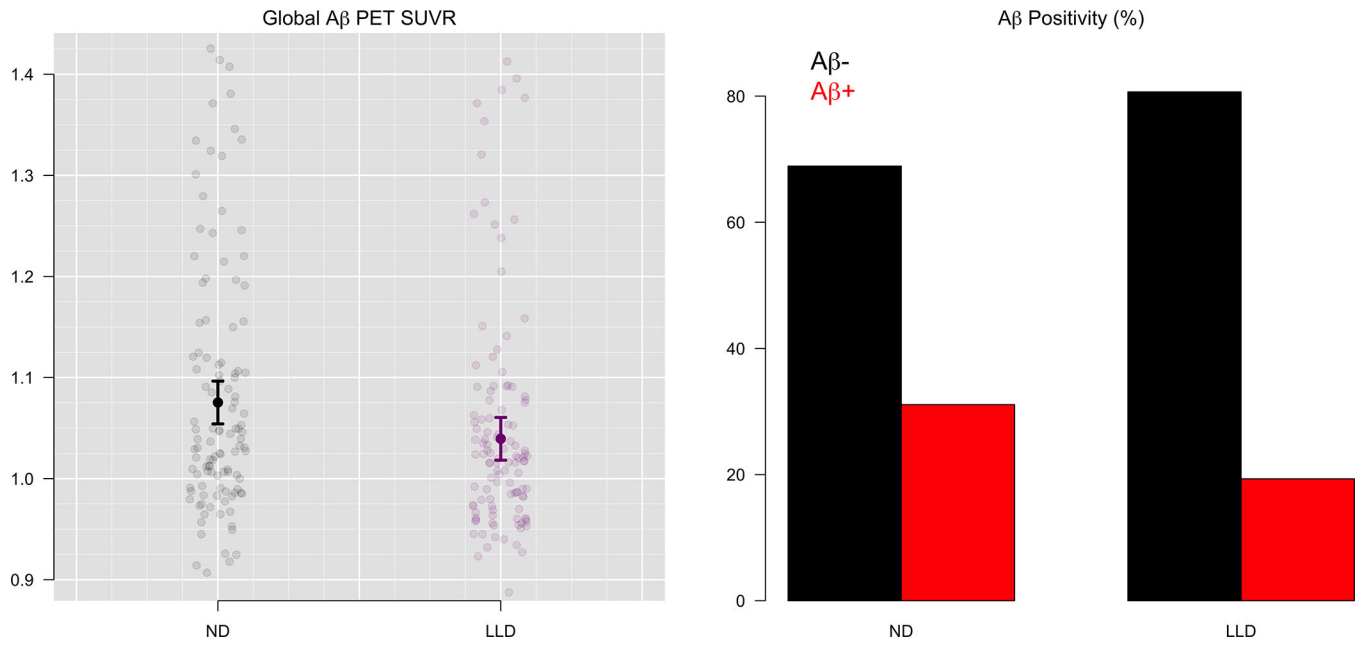 Global Aβ PET SUVR
1.4
1.3
1.2
1.1
1.0
0.9
ND
LLD
Aβ Positivity (%)
Aβ-
Aβ+
80
60
40
20
0
ND
LLD